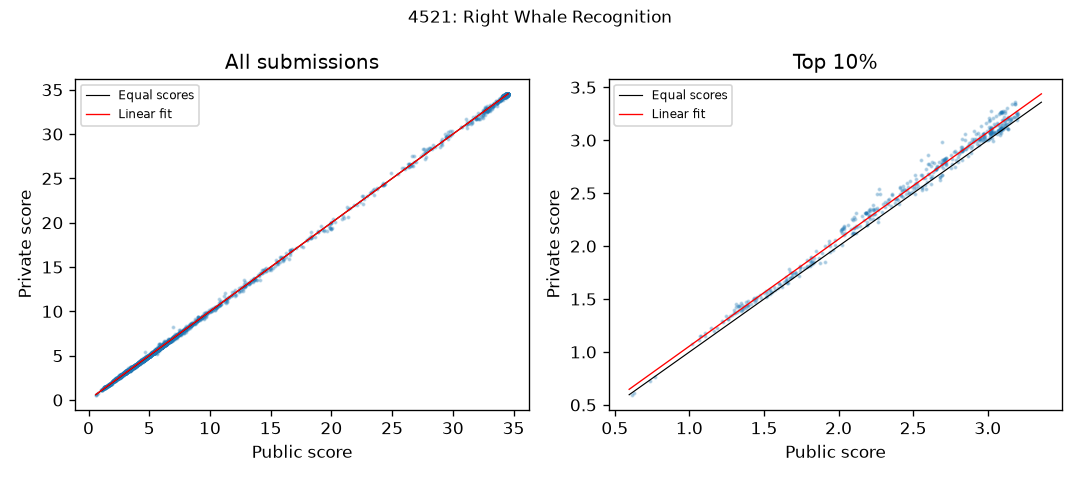 4521: Right Whale Recognition
All submissions
Equal scores
Linear fit
35
30
25
20
15
10
5
0
Private score
0
5
10
15
20
25
30
35
Public score
Top 10%
Equal scores
Linear fit
3.5
3.0
2.5
2.0
1.5
1.0
0.5
Private score
0.5
1.0
1.5
2.0
2.5
3.0
Public score